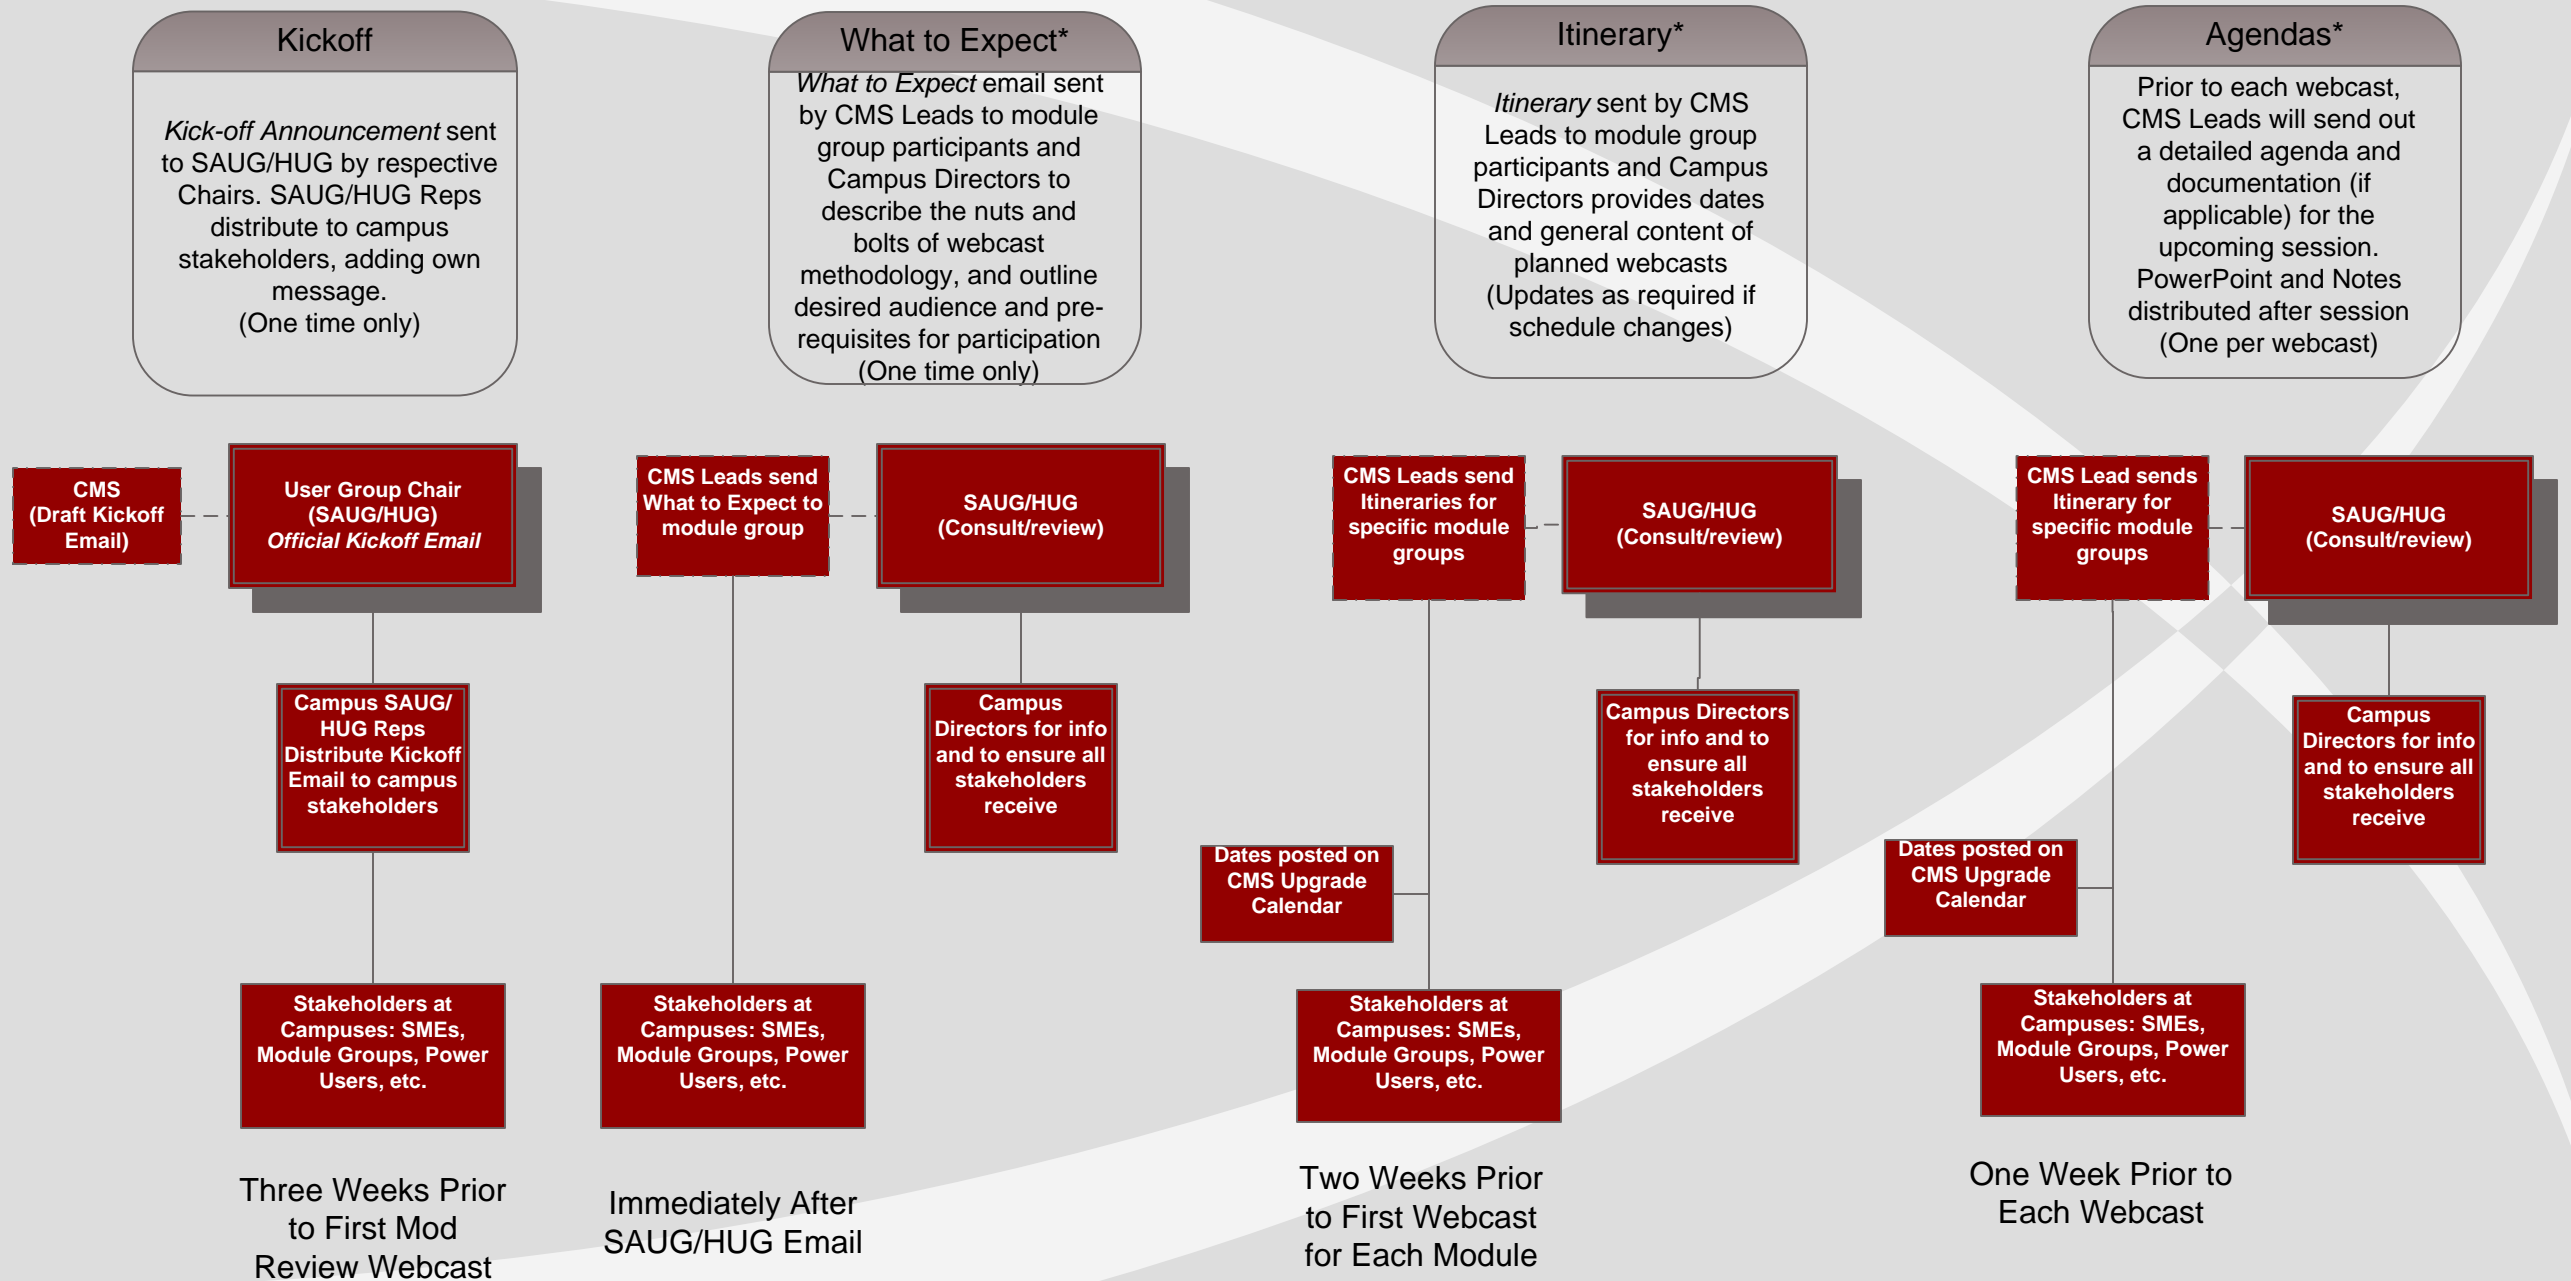 Kickoff
Kick-off Announcement sent
to SAUG/HUG by respective
Chairs. SAUG/HUG Reps
distribute to campus
stakeholders, adding own
message.
(One time only)
What to Expect*
What to Expect email sent
by CMS Leads to module
group participants and
Campus Directors to
describe the nuts and
bolts of webcast
methodology, and outline
desired audience and pre-
requisites for participation
(One time only)
Itinerary*
Itinerary sent by CMS
Leads to module group
participants and Campus
Directors provides dates
and general content of
planned webcasts
(Updates as required if
schedule changes)
Agendas*
Prior to each webcast,
CMS Leads will send out
a detailed agenda and
documentation (if
applicable) for the
upcoming session.
PowerPoint and Notes
distributed after session
(One per webcast)
CMS
(Draft Kickoff
Email)
User Group Chair
(SAUG/HUG)
Official Kickoff Email
CMS Leads send
What to Expect to
module group
SAUG/HUG
(Consult/review)
CMS Leads send
Itineraries for
specific module
groups
SAUG/HUG
(Consult/review)
CMS Lead sends
Itinerary for
specific module
groups
SAUG/HUG
(Consult/review)
Campus SAUG/
HUG Reps
Distribute Kickoff
Email to campus
stakeholders
Campus
Directors for info
and to ensure all
stakeholders
receive
Campus Directors
for info and to
ensure all
stakeholders
receive
Campus
Directors for info
and to ensure all
stakeholders
receive
Dates posted on
CMS Upgrade
Calendar
Dates posted on
CMS Upgrade
Calendar
Stakeholders at
Campuses: SMEs,
Module Groups, Power
Users, etc.
Stakeholders at
Campuses: SMEs,
Module Groups, Power
Users, etc.
Stakeholders at
Campuses: SMEs,
Module Groups, Power
Users, etc.
Stakeholders at
Campuses: SMEs,
Module Groups, Power
Users, etc.
Three Weeks Prior
to First Mod
Review Webcast
Immediately After
SAUG/HUG Email
Two Weeks Prior
to First Webcast
for Each Module
One Week Prior to
Each Webcast